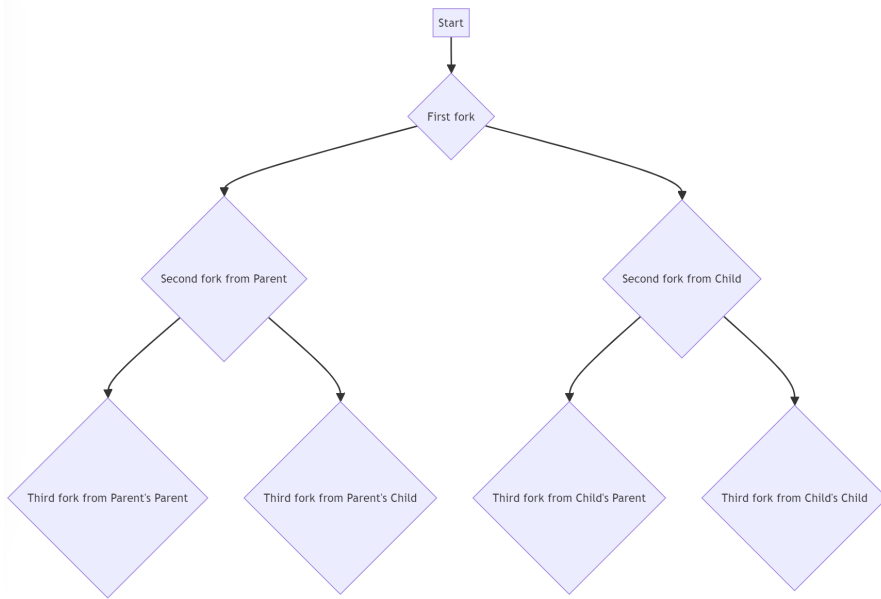 Start
First fork
Second fork from Parent
Second fork from Child
Third fork from Parent's Parent
Third fork from Parent's Child
Third fork from Child's Parent
Third fork from Child's Child